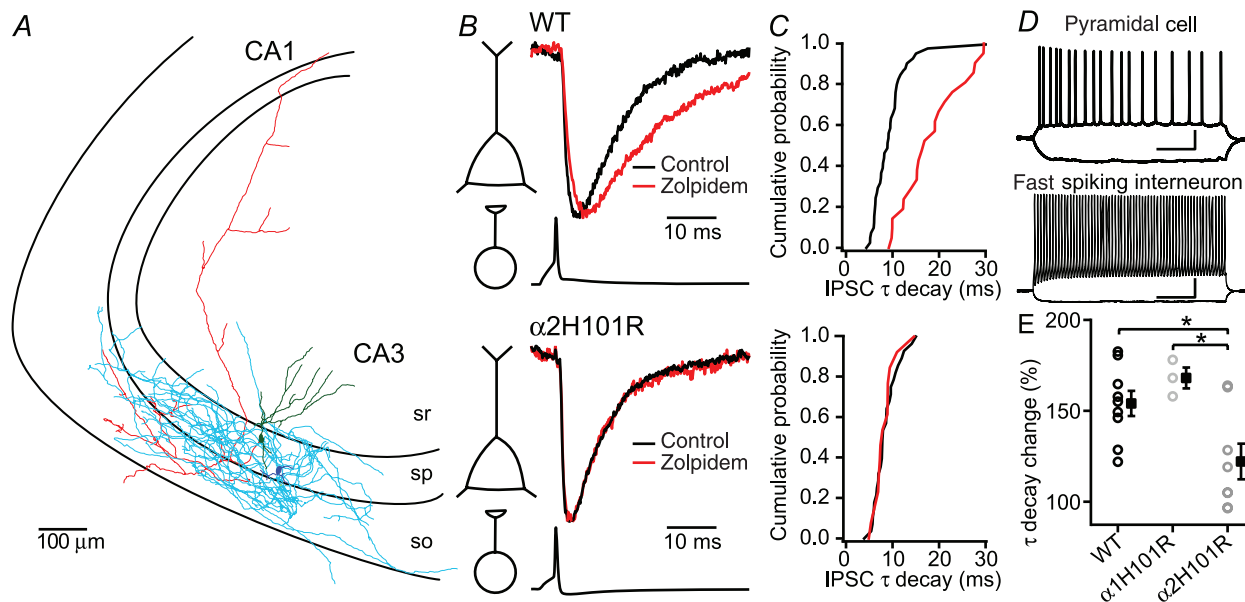 A
CA1
CA3
sr
sp
so
100 μm
B
WT
Control
Zolpidem
10 ms
α2H101R
Control
Zolpidem
10 ms
C
Cumulative probability
1.0
0.8
0.6
0.4
0.2
0.0
0 10 20 30
IPSC τ decay (ms)
Cumulative probability
1.0
0.8
0.6
0.4
0.2
0.0
0 10 20 30
IPSC τ decay (ms)
D
Pyramidal cell
Fast spiking interneuron
E
τ decay change (%)
200
150
100
* 
*
WT
α1H101R
α2H101R